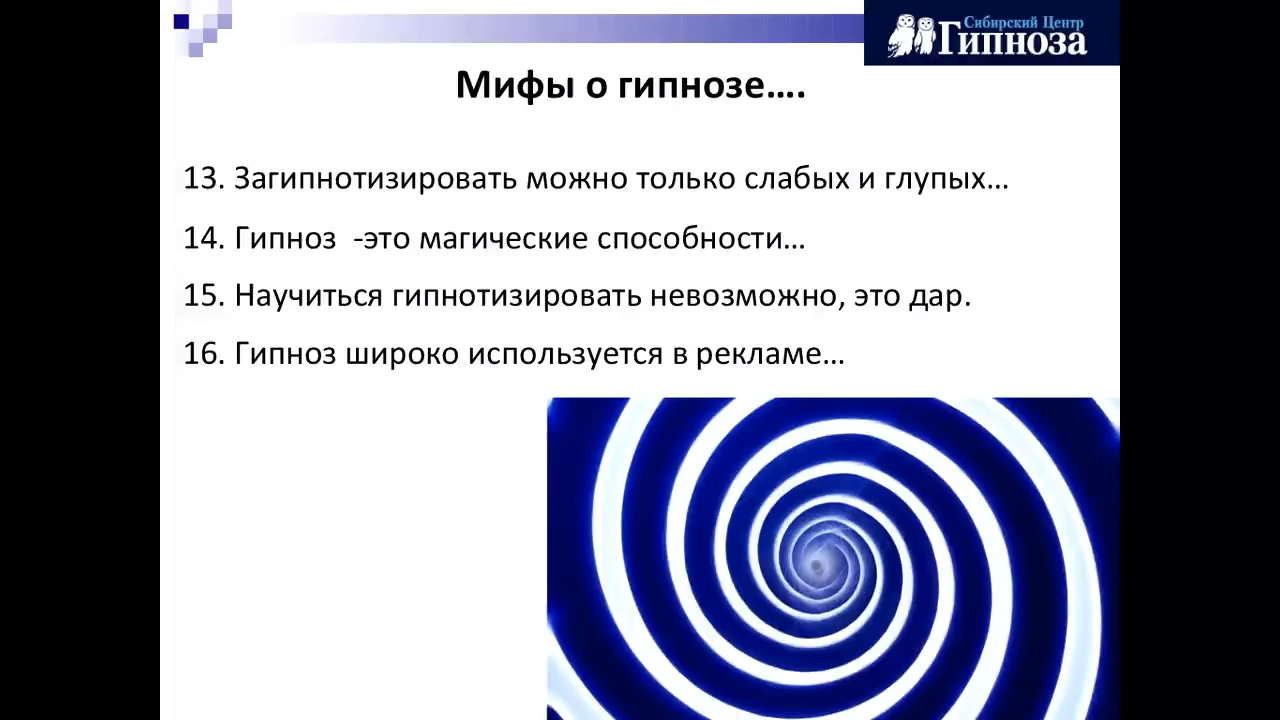 Сибирский Центр
Гипноза
Мифы о гипнозе….
13. Загипнотизировать можно только слабых и глупых…
14. Гипноз  -это магические способности…
15. Научиться гипнотизировать невозможно, это дар.
16. Гипноз широко используется в рекламе…